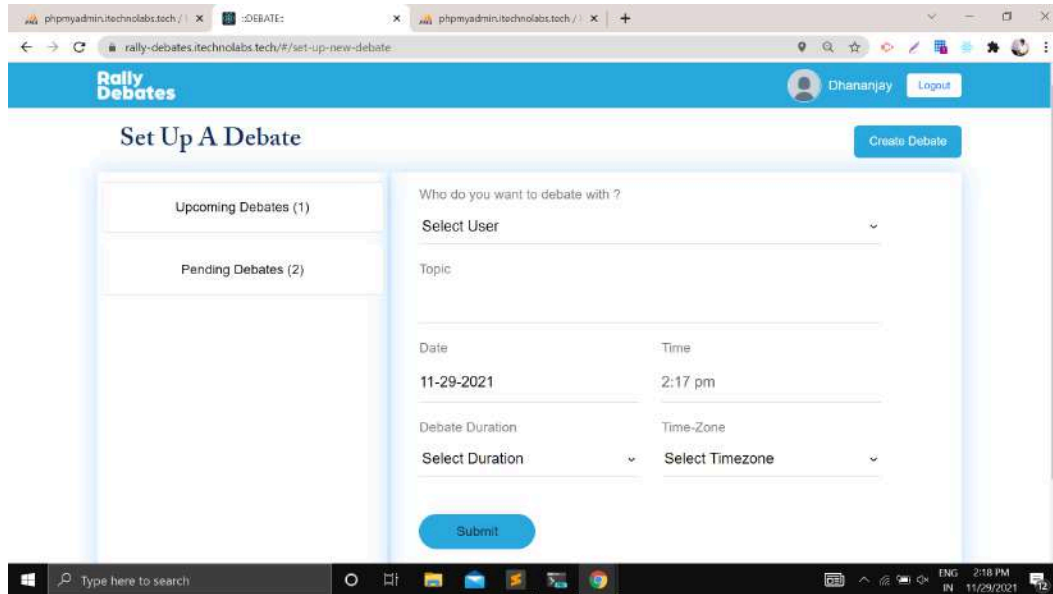 phpmyadmin.itechnolabs.tech /
::DEBATE::
phpmyadmin.itechnolabs.tech /
rally-debates.itechnolabs.tech/#/set-up-new-debate
Rally
Debates
Dhananjay
Logout
Set Up A Debate
Create Debate
Upcoming Debates (1)
Pending Debates (2)
Who do you want to debate with ?
Select User
Topic
Date
Time
11-29-2021
2:17 pm
Debate Duration
Time-Zone
Select Duration
Select Timezone
Submit
Type here to search
ENG
IN
2:18 PM
11/29/2021
12